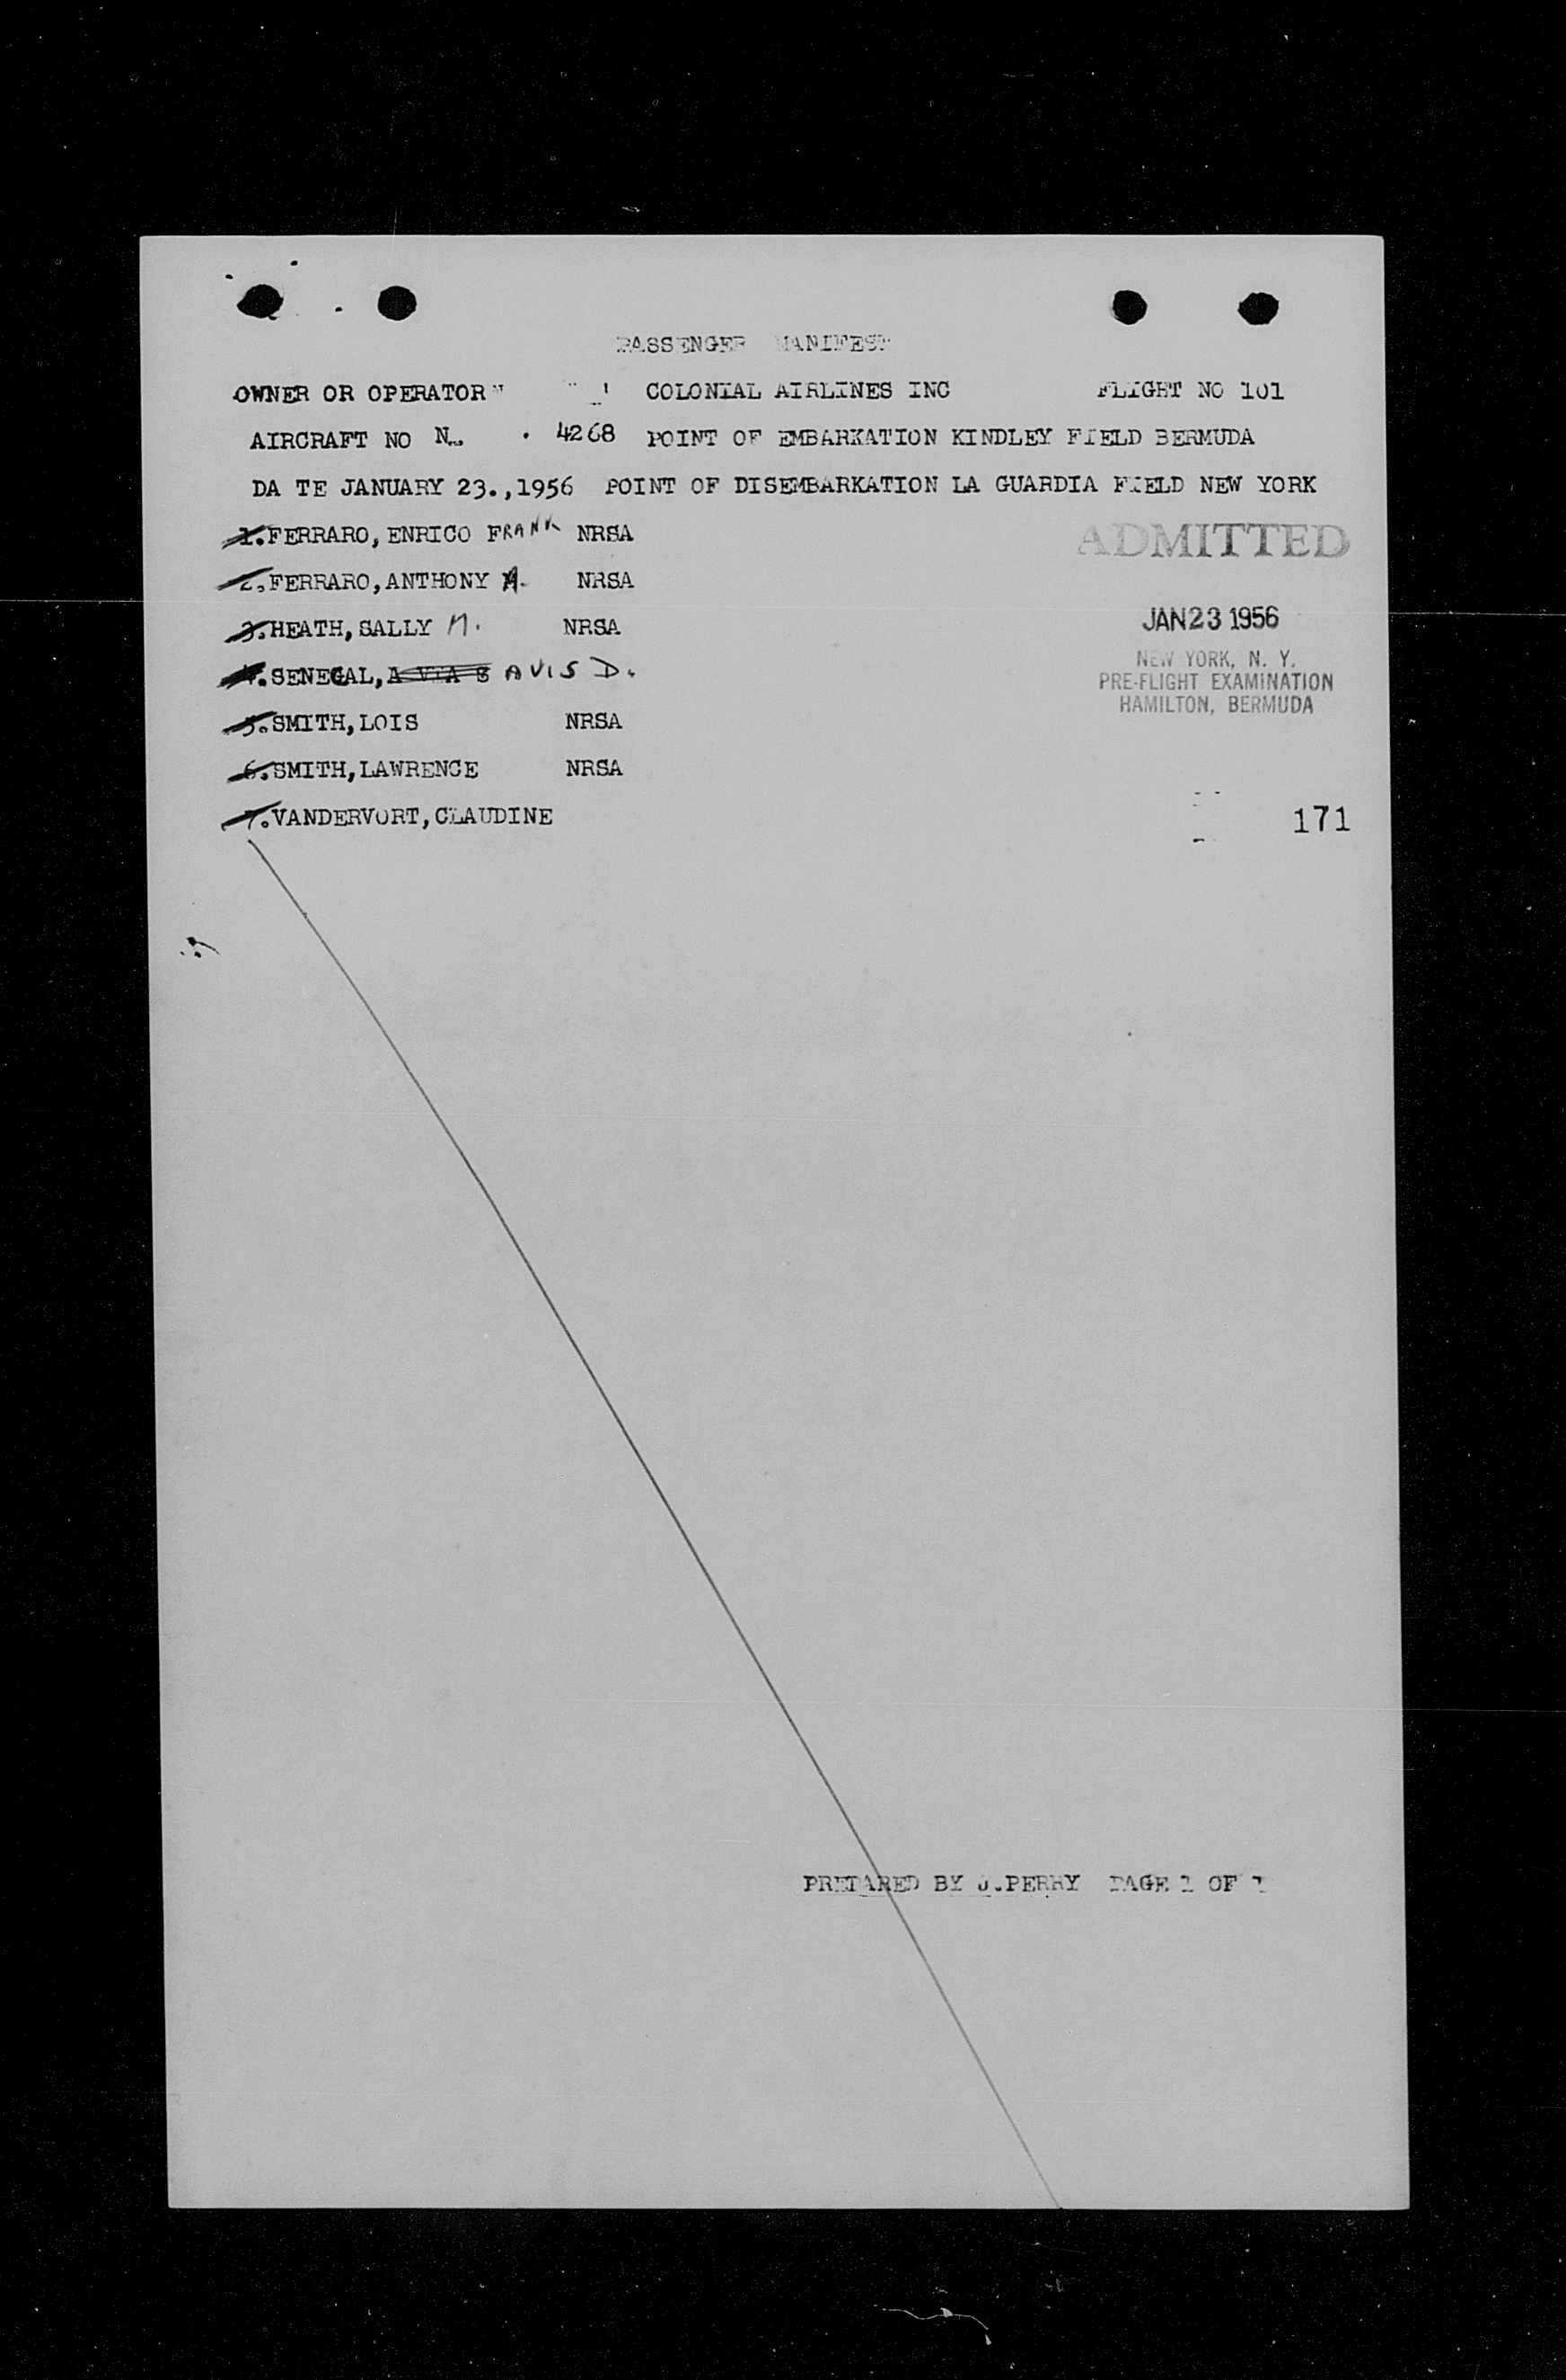 PASSENGER MANIFEST
OWNER OR OPERATOR COLONIAL AIRLINES INC FLIGHT NO 101
AIRCRAFT NO N 4268 POINT OF EMBARKATION KINDLEY FIELD BERMUDA
DA TE JANUARY 23.,1956 POINT OF DISEMBARKATION LA GUARDIA FIELD NEW YORK
1.FERRARO, ENRICO FRANK NRSA
ADMITTED
2.FERRARO,ANTHONY A. NRSA
3.HEATH, SALLY M. NRSA
JAN 23 1956
NEW YORK, N. Y.
4.SENEGAL, AVIS D.
PRE-FLIGHT EXAMINATION
HAMILTON, BERMUDA
5.SMITH,LOIS NRSA
6.SMITH,LAWRENCE NRSA
7.VANDERVORT,CLAUDINE
171
PREPARED BY J.PERRY PAGE 1 OF 1